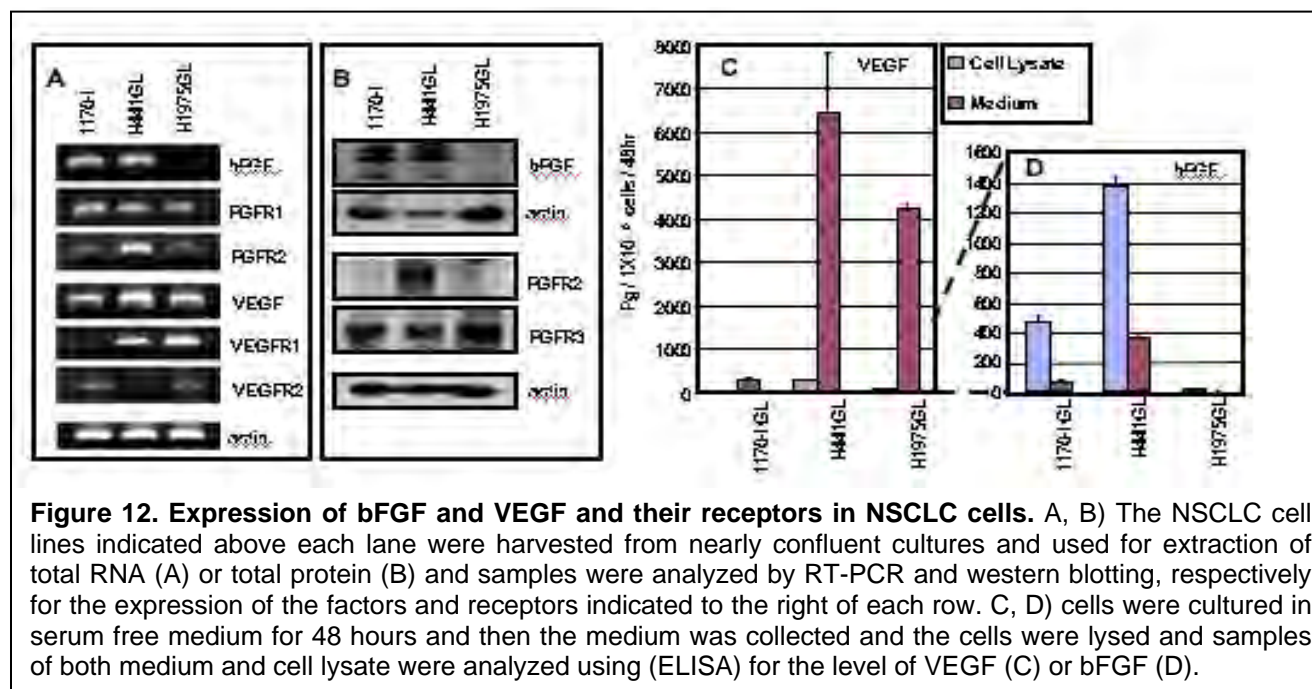 A
1170-I
H441GL
H1975GL
bFGF
FGFR1
FGFR2
VEGF
VEGFR1
VEGFR2
actin
B
1170-I
H441GL
H1975GL
bFGF
actin
FGFR2
FGFR3
actin
C
VEGF
8000
7000
6000
5000
4000
3000
2000
1000
0
Pg / 1X10 6 cells / 48hr
1170-I GL
H441GL
H1975GL
Cell Lysate
Medium
D
bFGF
1600
1400
1200
1000
800
600
400
200
0
1170-I GL
H441GL
H1975GL
Figure 12. Expression of bFGF and VEGF and their receptors in NSCLC cells. A, B) The NSCLC cell
lines indicated above each lane were harvested from nearly confluent cultures and used for extraction of
total RNA (A) or total protein (B) and samples were analyzed by RT-PCR and western blotting, respectively
for the expression of the factors and receptors indicated to the right of each row. C, D) cells were cultured in
serum free medium for 48 hours and then the medium was collected and the cells were lysed and samples
of both medium and cell lysate were analyzed using (ELISA) for the level of VEGF (C) or bFGF (D).